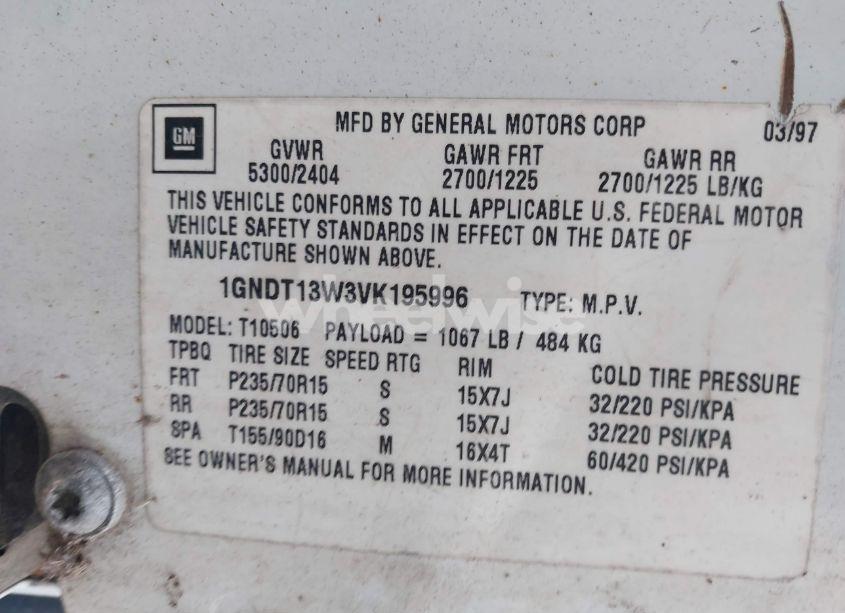 GM
MFD BY GENERAL MOTORS CORP 03/97
GVWR GAWR FRT GAWR RR
5300/2404 2700/1225 2700/1225 LB/KG
THIS VEHICLE CONFORMS TO ALL APPLICABLE U.S. FEDERAL MOTOR
VEHICLE SAFETY STANDARDS IN EFFECT ON THE DATE OF
MANUFACTURE SHOWN ABOVE.
1GNDT13W3VK195996 TYPE: M.P.V.
wheelwise
MODEL: T10506 PAYLOAD = 1067 LB / 484 KG
TPBQ TIRE SIZE SPEED RTG RIM COLD TIRE PRESSURE
FRT P235/70R15 S 15X7J 32/220 PSI/KPA
RR P235/70R15 S 15X7J 32/220 PSI/KPA
SPA T155/90D16 M 16X4T 60/420 PSI/KPA
SEE OWNER'S MANUAL FOR MORE INFORMATION.